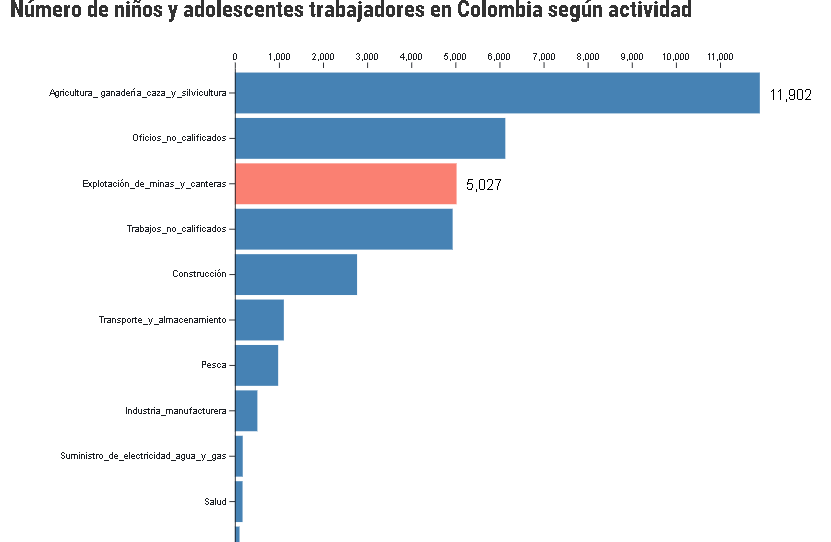 Número de niños y adolescentes trabajadores en Colombia según actividad
0 1,000 2,000 3,000 4,000 5,000 6,000 7,000 8,000 9,000 10,000 11,000
Agricultura_ ganadería_caza_y_silvicultura 11,902
Oficios_no_calificados
Explotación_de_minas_y_canteras 5,027
Trabajos_no_calificados
Construcción
Transporte_y_almacenamiento
Pesca
Industria_manufacturera
Suministro_de_electricidad_agua_y_gas
Salud